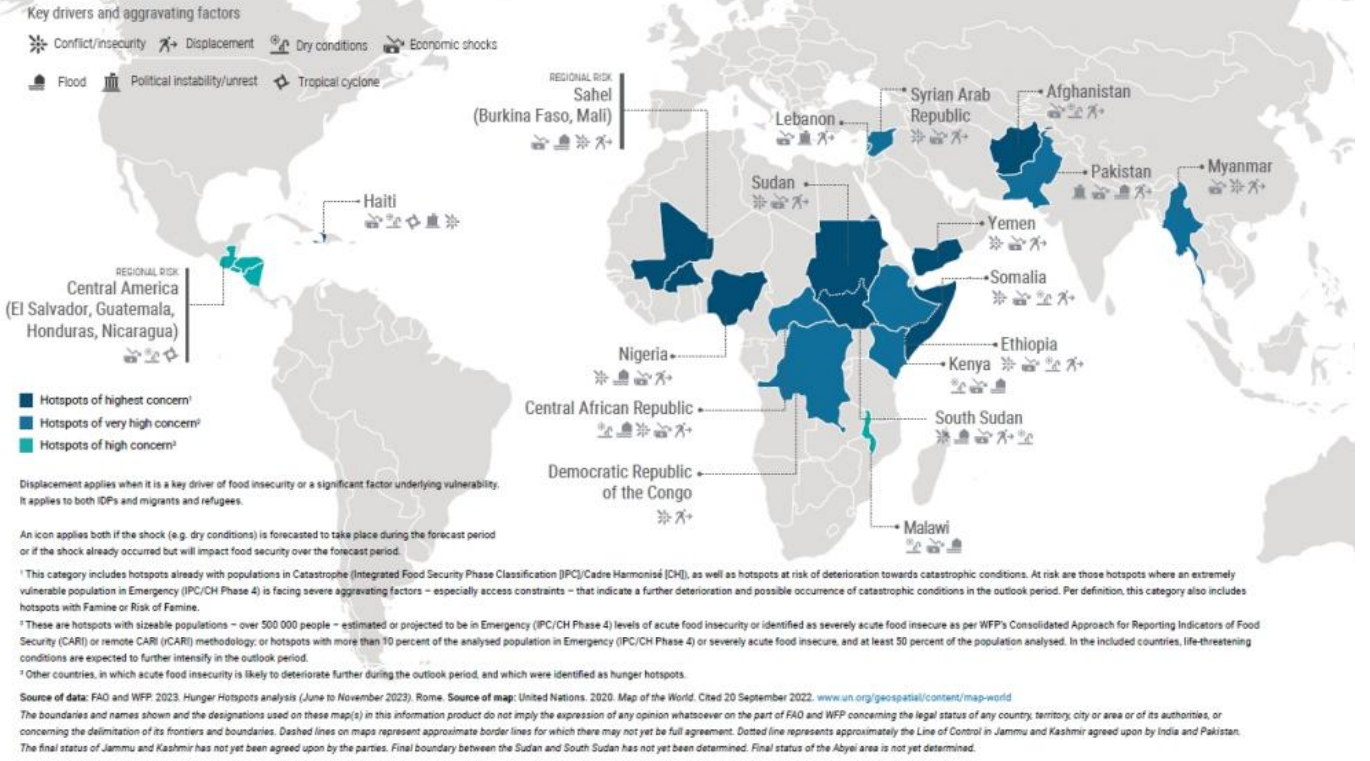 Key drivers and aggravating factors
Conflict/insecurity Displacement Dry conditions Economic shocks
Flood Political instability/unrest Tropical cyclone
REGIONAL RISK
Sahel
(Burkina Faso, Mali)
Lebanon
Syrian Arab
Republic
Afghanistan
Pakistan
Myanmar
Sudan
Haiti
Yemen
Somalia
REGIONAL RISK
Central America
(El Salvador, Guatemala,
Honduras, Nicaragua)
Ethiopia
Nigeria
Kenya
Central African Republic
South Sudan
Democratic Republic
of the Congo
Malawi
Hotspots of highest concern¹
Hotspots of very high concern²
Hotspots of high concern³
Displacement applies when it is a key driver of food insecurity or a significant factor underlying vulnerability.
It applies to both IDPs and migrants and refugees.
An icon applies both if the shock (e.g. dry conditions) is forecasted to take place during the forecast period
or if the shock already occurred but will impact food security over the forecast period.
¹ This category includes hotspots already with populations in Catastrophe (Integrated Food Security Phase Classification [IPC]/Cadre Harmonisé [CH]), as well as hotspots at risk of deterioration towards catastrophic conditions. At risk are those hotspots where an extremely
vulnerable population in Emergency (IPC/CH Phase 4) is facing severe aggravating factors – especially access constraints – that indicate a further deterioration and possible occurrence of catastrophic conditions in the outlook period. Per definition, this category also includes
hotspots with Famine or Risk of Famine.
² These are hotspots with sizeable populations – over 500 000 people – estimated or projected to be in Emergency (IPC/CH Phase 4) levels of acute food insecurity or identified as severely acute food insecure as per WFP's Consolidated Approach for Reporting Indicators of Food
Security (CARI) or remote CARI (rCARI) methodology; or hotspots with more than 10 percent of the analysed population in Emergency (IPC/CH Phase 4) or severely acute food insecure, and at least 50 percent of the population analysed. In the included countries, life-threatening
conditions are expected to further intensify in the outlook period.
³ Other countries, in which acute food insecurity is likely to deteriorate further during the outlook period, and which were identified as hunger hotspots.
Source of data: FAO and WFP. 2023. Hunger Hotspots analysis (June to November 2023). Rome. Source of map: United Nations. 2020. Map of the World. Cited 20 September 2022. www.un.org/geospatial/content/map-world
The boundaries and names shown and the designations used on these map(s) in this information product do not imply the expression of any opinion whatsoever on the part of FAO and WFP concerning the legal status of any country, territory, city or area or of its authorities, or
concerning the delimitation of its frontiers and boundaries. Dashed lines on maps represent approximate border lines for which there may not yet be full agreement. Dotted line represents approximately the Line of Control in Jammu and Kashmir agreed upon by India and Pakistan.
The final status of Jammu and Kashmir has not yet been agreed upon by the parties. Final boundary between the Sudan and South Sudan has not yet been determined. Final status of the Abyei area is not yet determined.